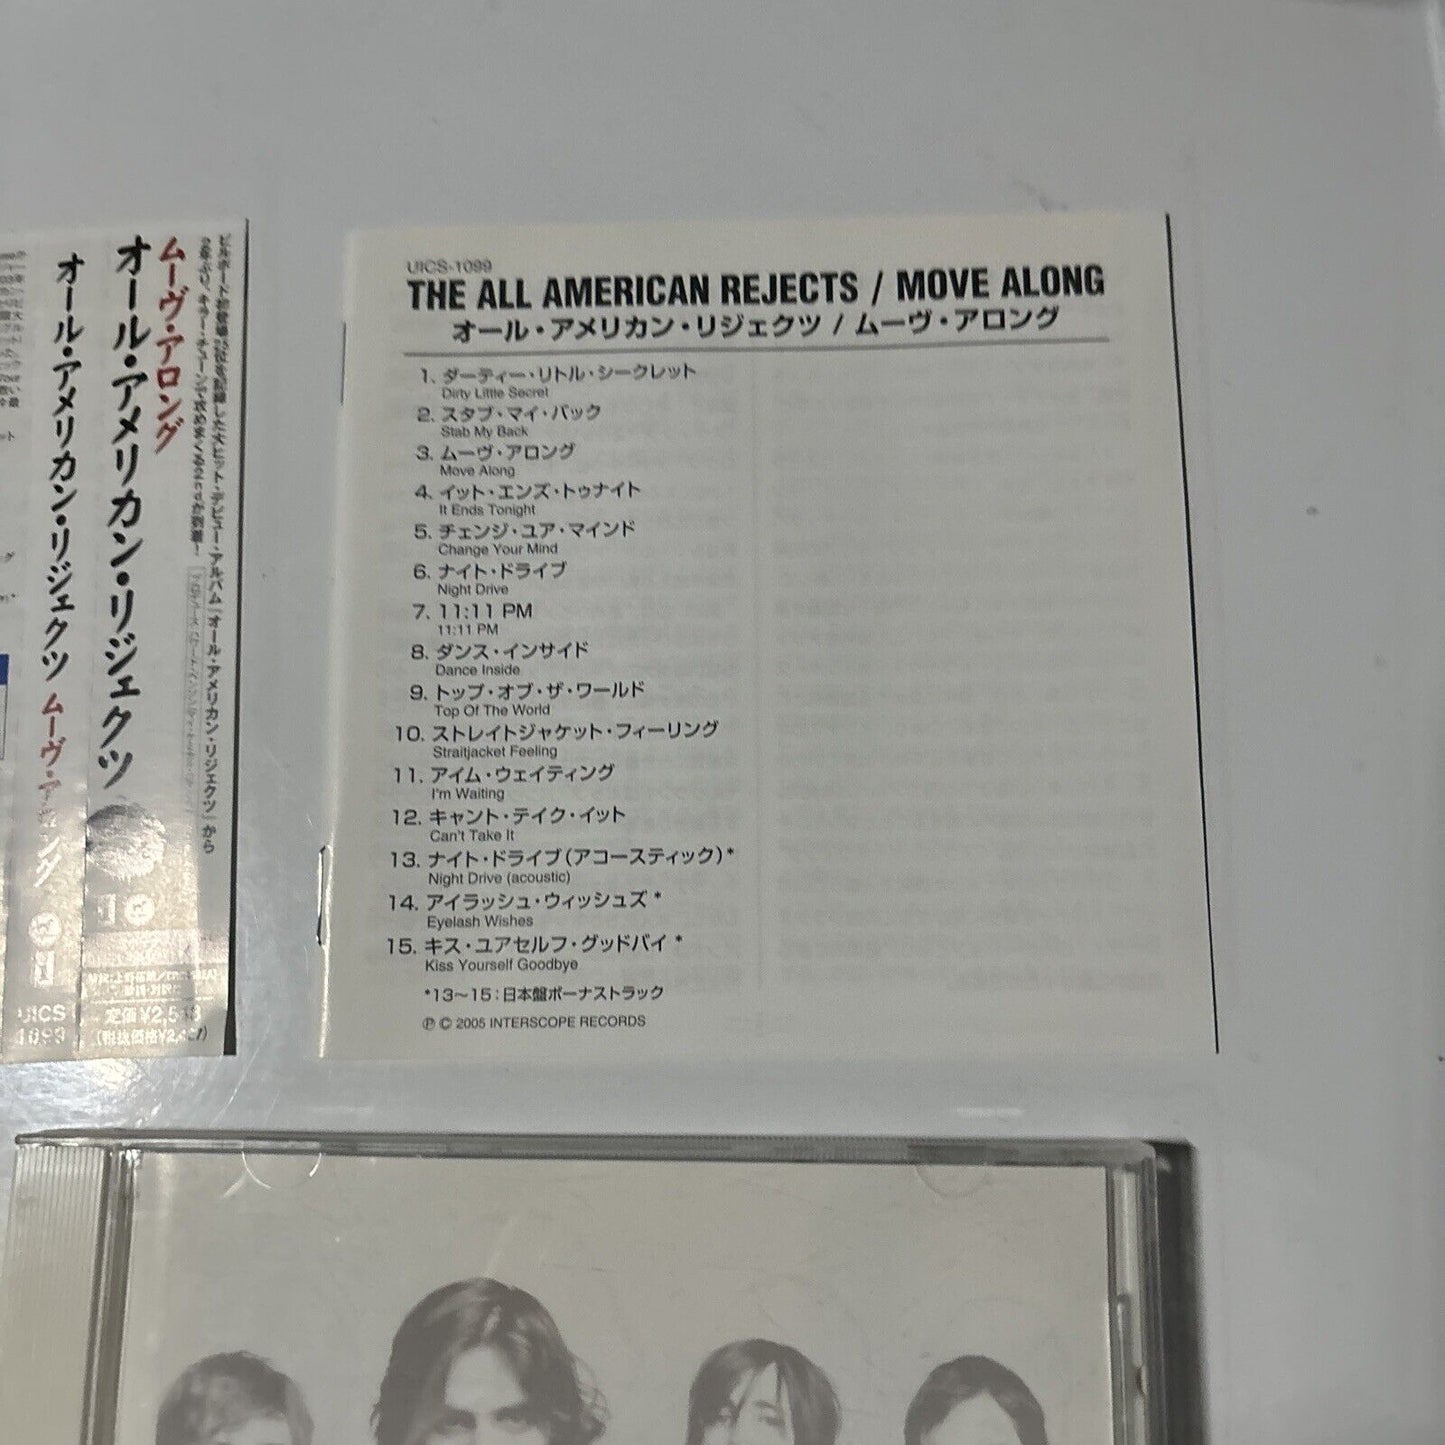 ムーヴ・アロング
オール・アメリカン・リジェクツ
オール・アメリカン・リジェクツ ムーヴ・アロング
UICS
1099
定価¥2,548
UICS-1099
THE ALL AMERICAN REJECTS / MOVE ALONG
オール・アメリカン・リジェクツ / ムーヴ・アロング
1. ダーティー・リトル・シークレット
Dirty Little Secret
2. スタブ・マイ・バック
Stab My Back
3. ムーヴ・アロング
Move Along
4. イット・エンズ・トゥナイト
It Ends Tonight
5. チェンジ・ユア・マインド
Change Your Mind
6. ナイト・ドライブ
Night Drive
7. 11:11 PM
11:11 PM
8. ダンス・インサイド
Dance Inside
9. トップ・オブ・ザ・ワールド
Top Of The World
10. ストレイトジャケット・フィーリング
Straitjacket Feeling
11. アイム・ウェイティング
I'm Waiting
12. キャント・テイク・イット
Can't Take It
13. ナイト・ドライブ(アコースティック)*
Night Drive (acoustic)
14. アイラッシュ・ウィッシュズ *
Eyelash Wishes
15. キス・ユアセルフ・グッドバイ *
Kiss Yourself Goodbye
*13〜15：日本盤ボーナストラック
℗ © 2005 INTERSCOPE RECORDS